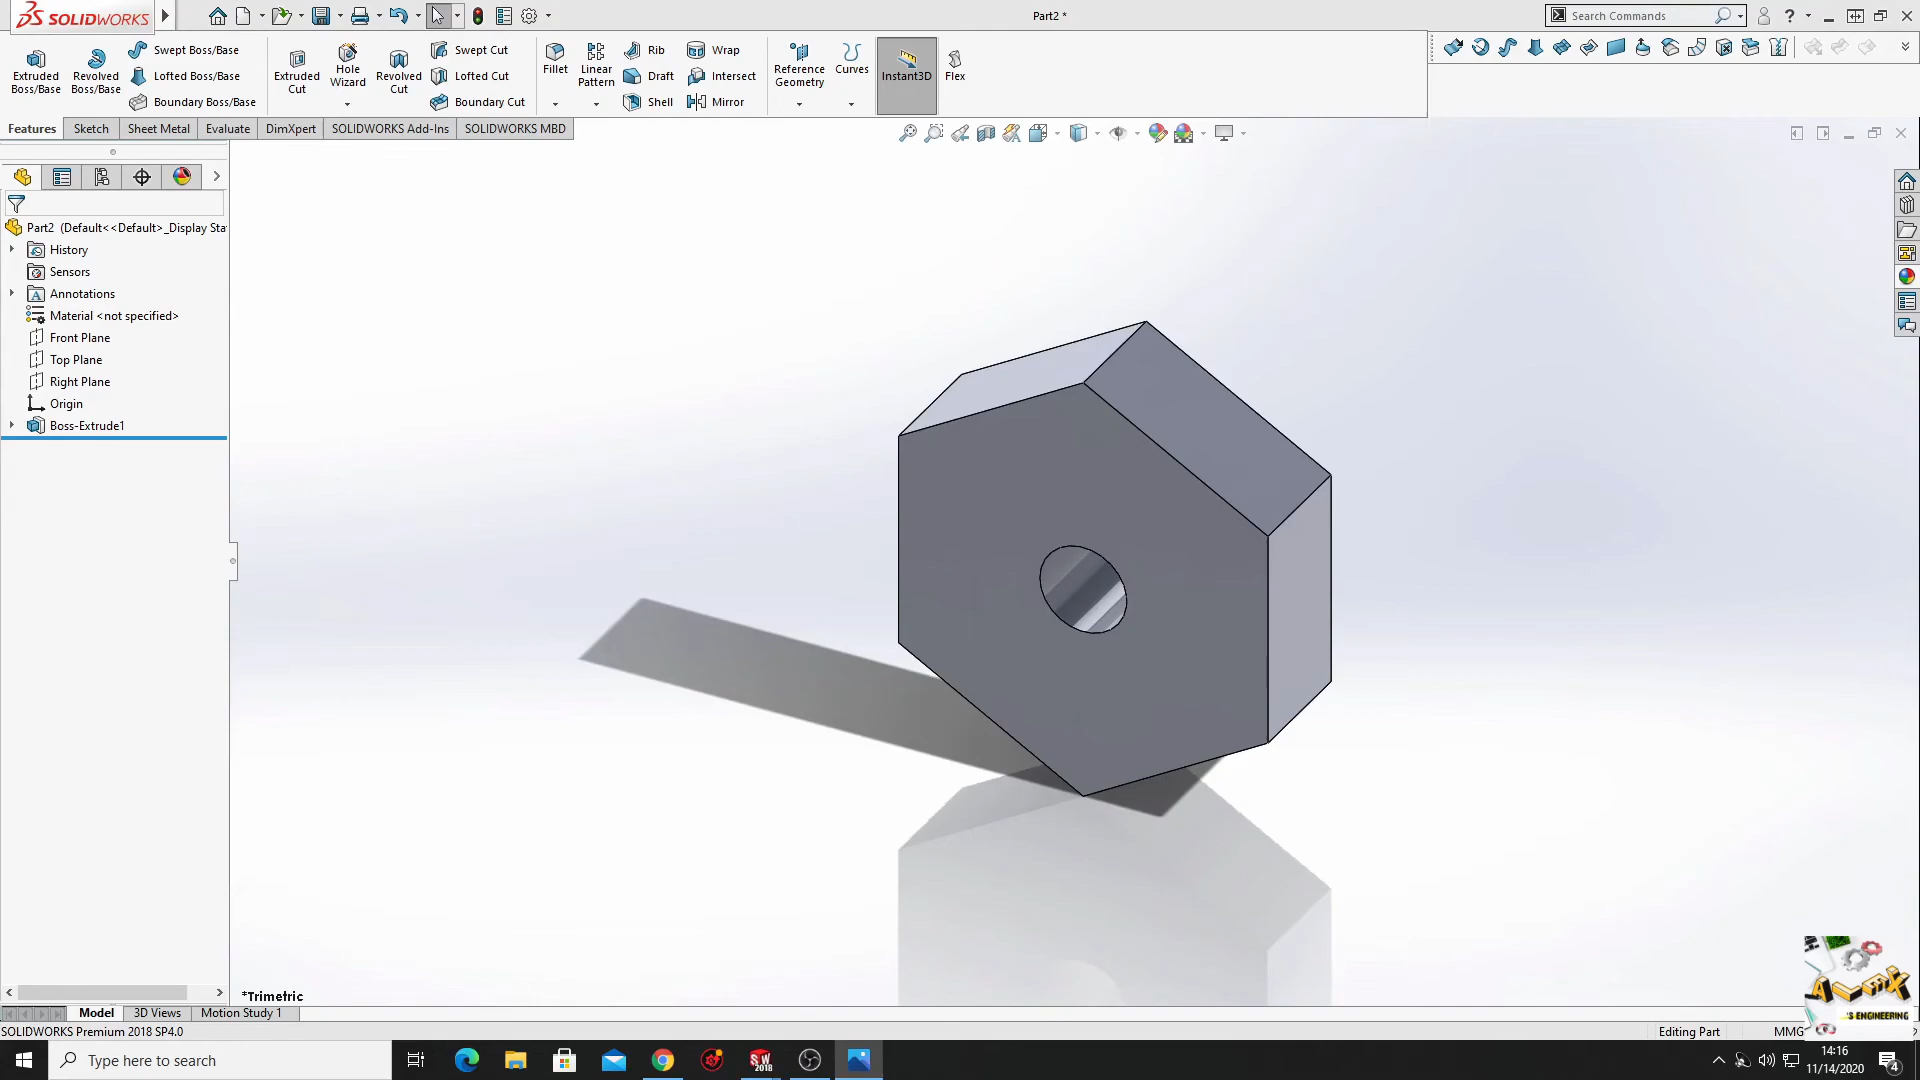 SOLIDWORKS
Part2 *
Search Commands
Extruded Boss/Base
Revolved Boss/Base
Swept Boss/Base
Lofted Boss/Base
Boundary Boss/Base
Extruded Cut
Hole Wizard
Revolved Cut
Swept Cut
Lofted Cut
Boundary Cut
Fillet
Linear Pattern
Rib
Draft
Shell
Wrap
Intersect
Mirror
Reference Geometry
Curves
Instant3D
Flex
Features
Sketch
Sheet Metal
Evaluate
DimXpert
SOLIDWORKS Add-Ins
SOLIDWORKS MBD
Part2 (Default<<Default>_Display Sta
History
Sensors
Annotations
Material <not specified>
Front Plane
Top Plane
Right Plane
Origin
Boss-Extrude1
*Trimetric
Model
3D Views
Motion Study 1
SOLIDWORKS Premium 2018 SP4.0
Editing Part
MMG
'S ENGINEERING
Type here to search
SW
2018
14:16
11/14/2020
4